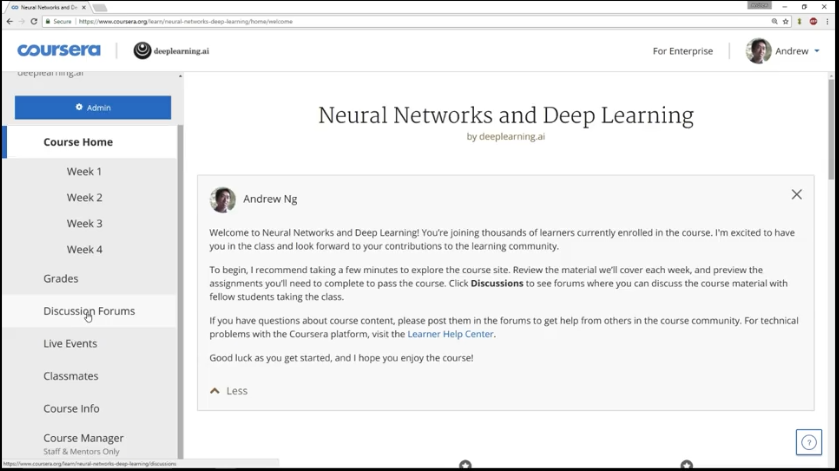 Neural Networks and D
Secure | https://www.coursera.org/learn/neural-networks-deep-learning/home/welcome
coursera
deeplearning.ai
For Enterprise
Andrew
deeplearning.ai
Admin
Course Home
Week 1
Week 2
Week 3
Week 4
Grades
Discussion Forums
Live Events
Classmates
Course Info
Course Manager
Staff & Mentors Only
https://www.coursera.org/learn/neural-networks-deep-learning/discussions
Neural Networks and Deep Learning
by deeplearning.ai
Andrew Ng
Welcome to Neural Networks and Deep Learning! You're joining thousands of learners currently enrolled in the course. I'm excited to have
you in the class and look forward to your contributions to the learning community.
To begin, I recommend taking a few minutes to explore the course site. Review the material we'll cover each week, and preview the
assignments you'll need to complete to pass the course. Click Discussions to see forums where you can discuss the course material with
fellow students taking the class.
If you have questions about course content, please post them in the forums to get help from others in the course community. For technical
problems with the Coursera platform, visit the Learner Help Center.
Good luck as you get started, and I hope you enjoy the course!
Less
?